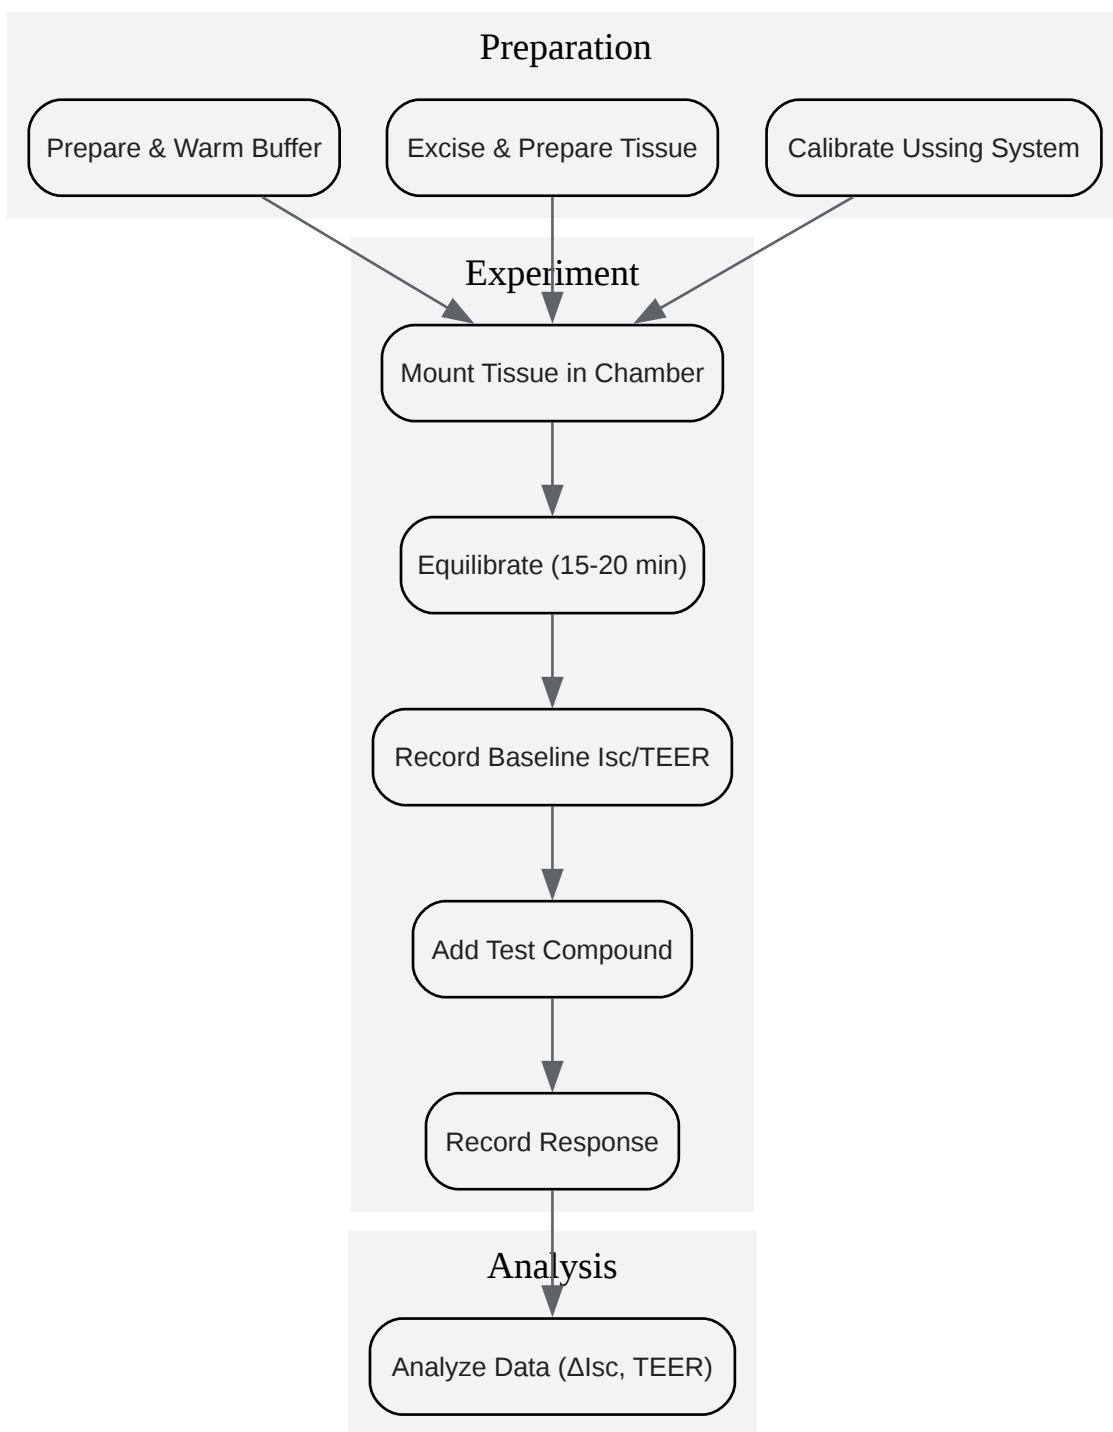 Preparation
Prepare & Warm Buffer
Excise & Prepare Tissue
Calibrate Ussing System
Experiment
Mount Tissue in Chamber
Equilibrate (15-20 min)
Record Baseline Isc/TEER
Add Test Compound
Record Response
Analysis
Analyze Data (ΔIsc, TEER)